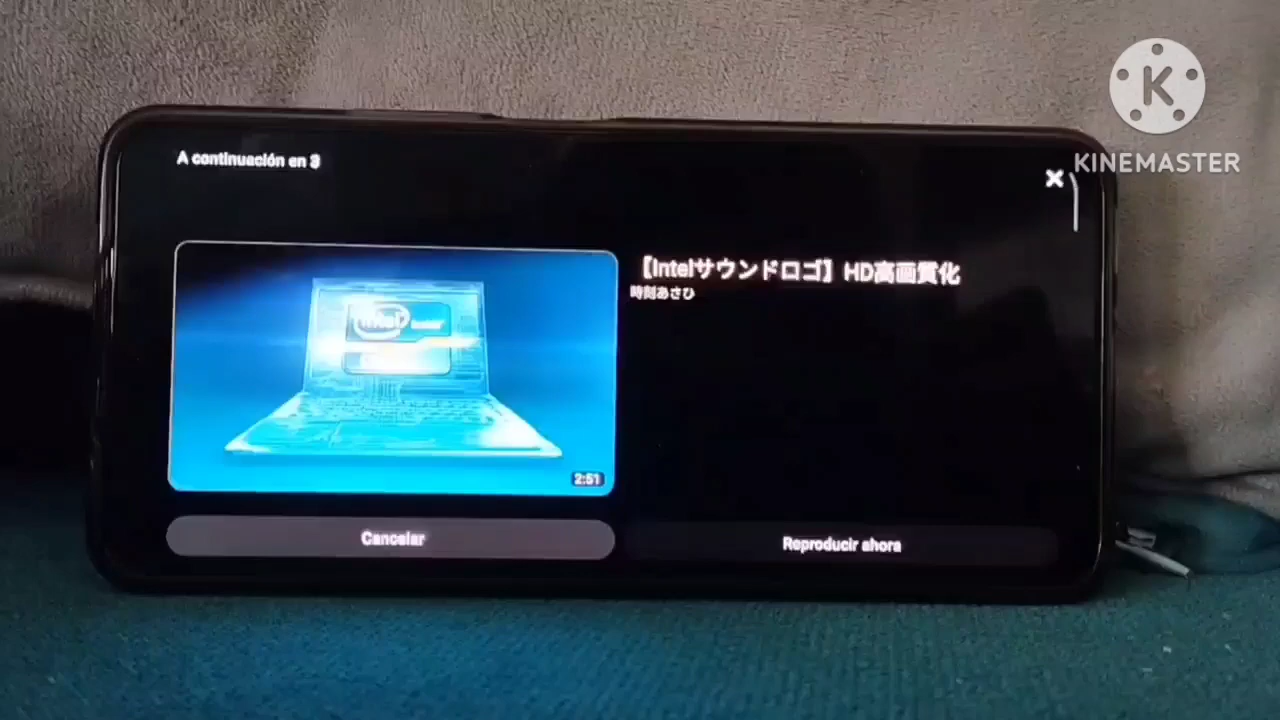 A continuación en 3
K
KINEMASTER
【Intelサウンドロゴ】HD高画質化
時刻あさひ
intel
2:51
Cancelar
Reproducir ahora